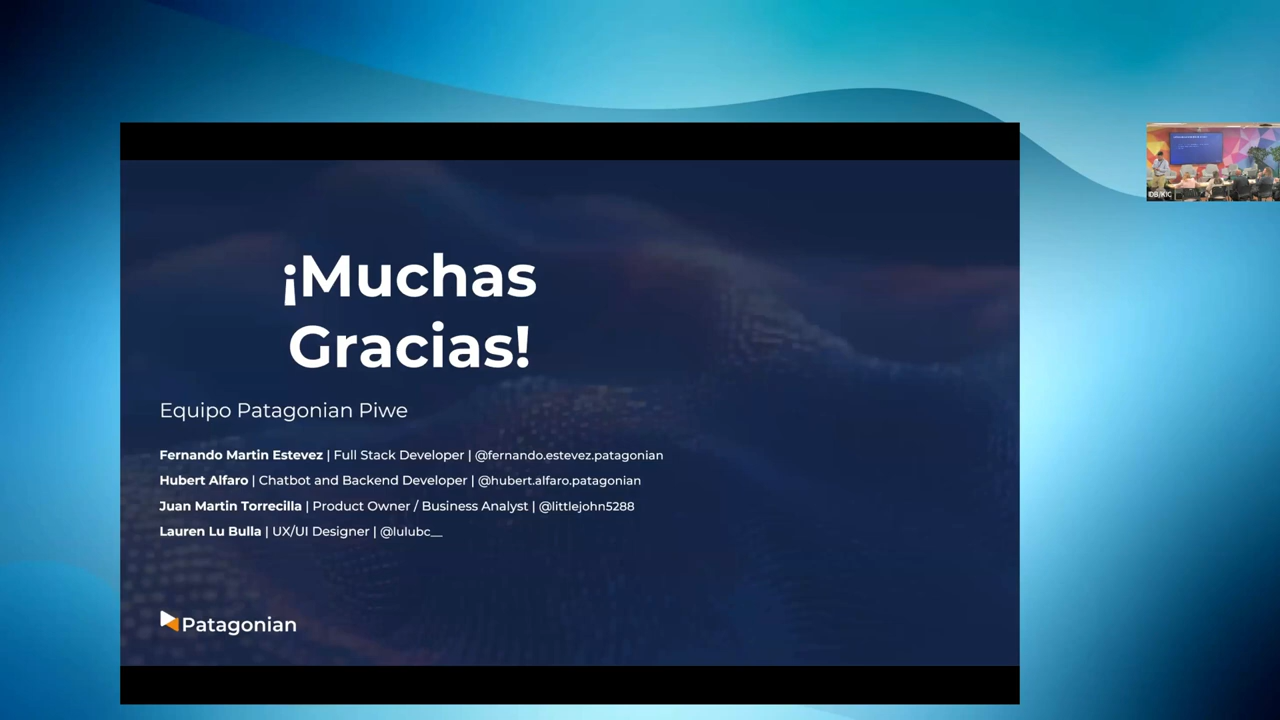 ¡Muchas
Gracias!
Equipo Patagonian Piwe
Fernando Martin Estevez | Full Stack Developer | @fernando.estevez.patagonian
Hubert Alfaro | Chatbot and Backend Developer | @hubert.alfaro.patagonian
Juan Martin Torrecilla | Product Owner / Business Analyst | @littlejohn5288
Lauren Lu Bulla | UX/UI Designer | @lulubc__
Patagonian
IDB/KIC